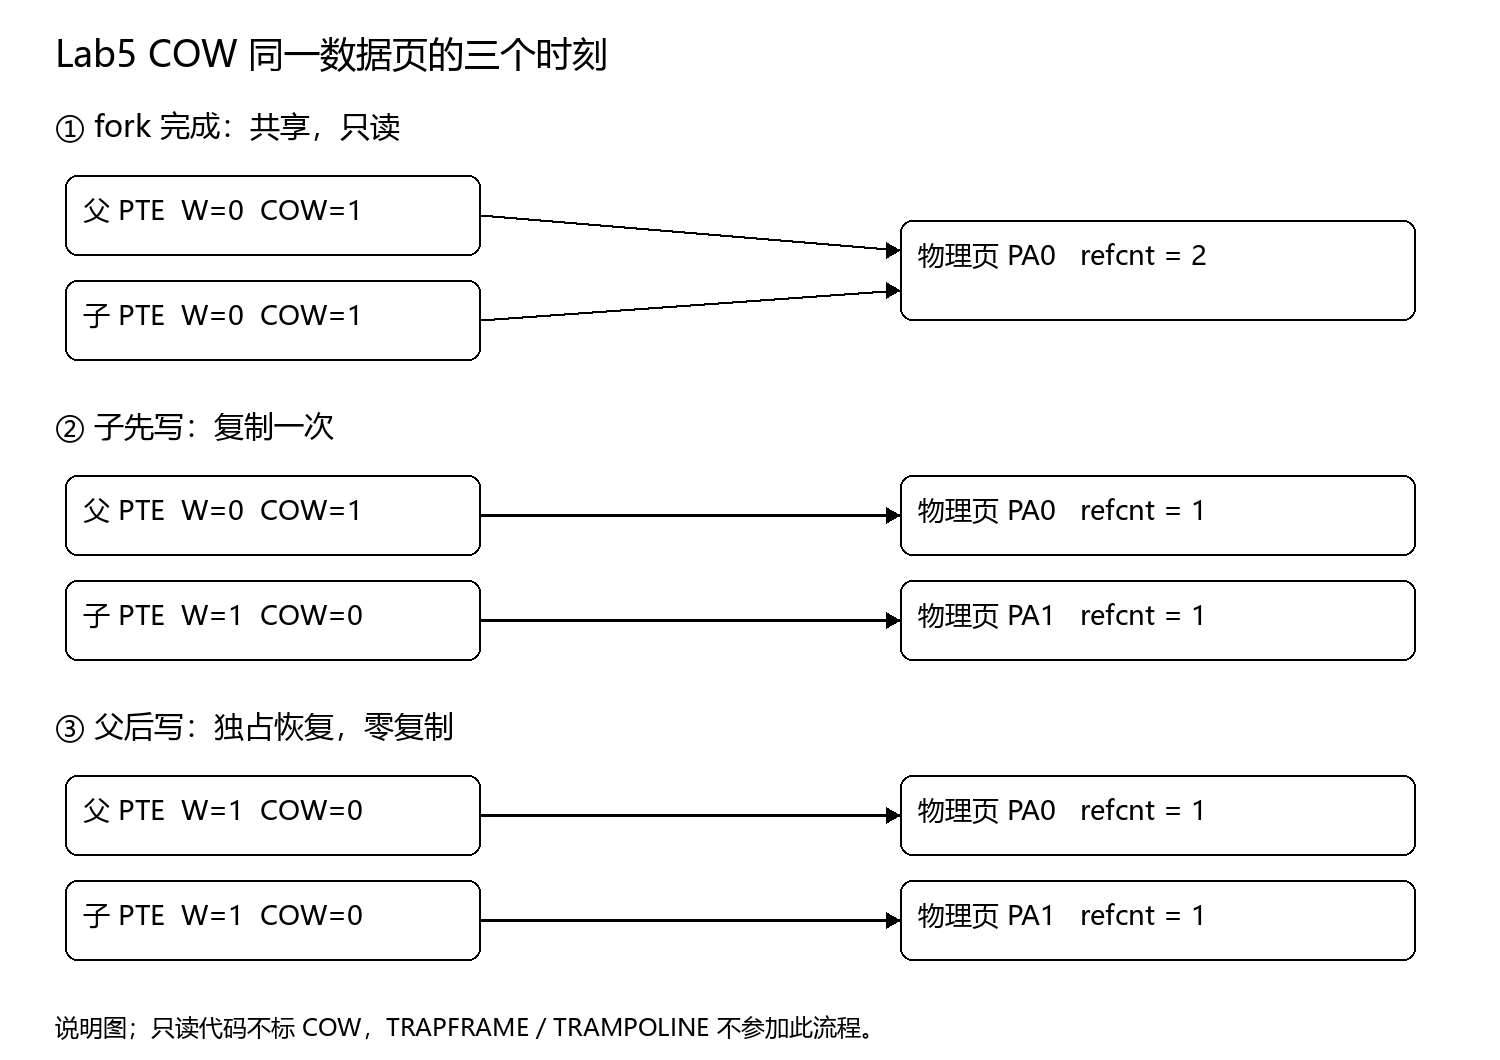 Lab5 COW 同一数据页的三个时刻
① fork 完成：共享，只读
父 PTE  W=0  COW=1
物理页 PA0   refcnt = 2
子 PTE  W=0  COW=1
② 子先写：复制一次
父 PTE  W=0  COW=1
物理页 PA0   refcnt = 1
子 PTE  W=1  COW=0
物理页 PA1   refcnt = 1
③ 父后写：独占恢复，零复制
父 PTE  W=1  COW=0
物理页 PA0   refcnt = 1
子 PTE  W=1  COW=0
物理页 PA1   refcnt = 1
说明图；只读代码不标 COW，TRAPFRAME / TRAMPOLINE 不参加此流程。